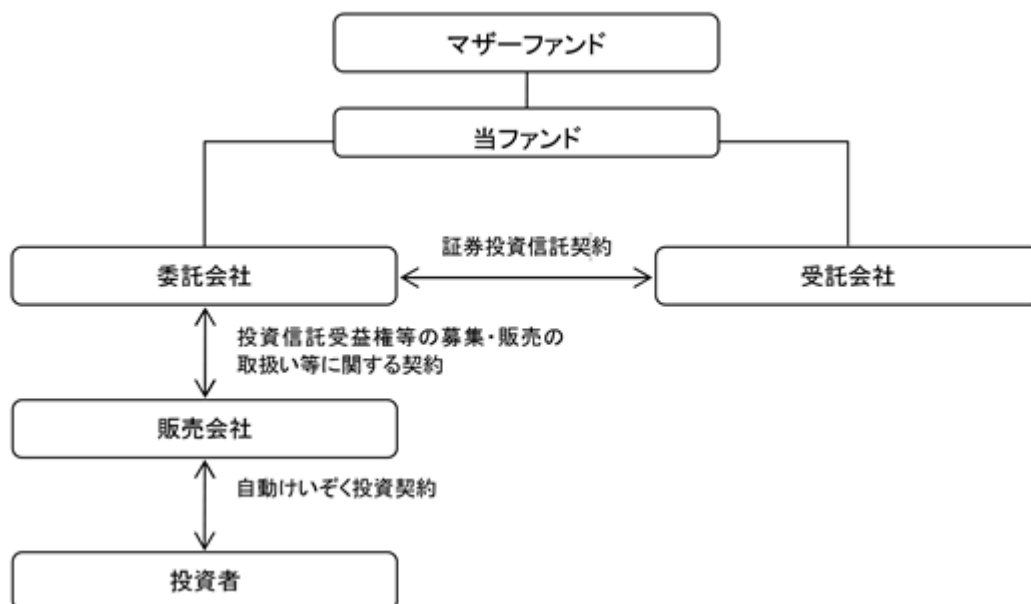 マザーファンド
当ファンド
証券投資信託契約
委託会社
受託会社
投資信託受益権等の募集・販売の
取扱い等に関する契約
販売会社
自動けいぞく投資契約
投資者